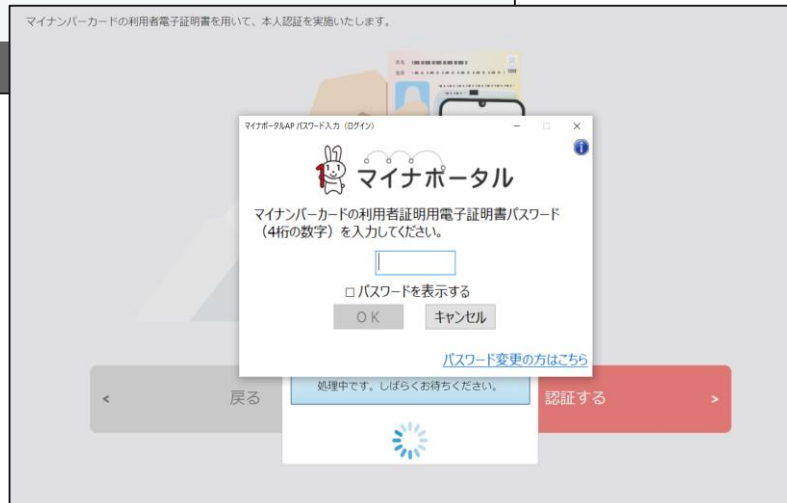 マイナンバーカードの利用者電子証明書を用いて、本人認証を実施いたします。
マイナポータルAP パスワード入力（ログイン）
マイナポータル
マイナンバーカードの利用者証明用電子証明書パスワード
（4桁の数字）を入力してください。
パスワードを表示する
ＯＫ
キャンセル
パスワード変更の方はこちら
処理中です。しばらくお待ちください。
< 戻る
認証する >